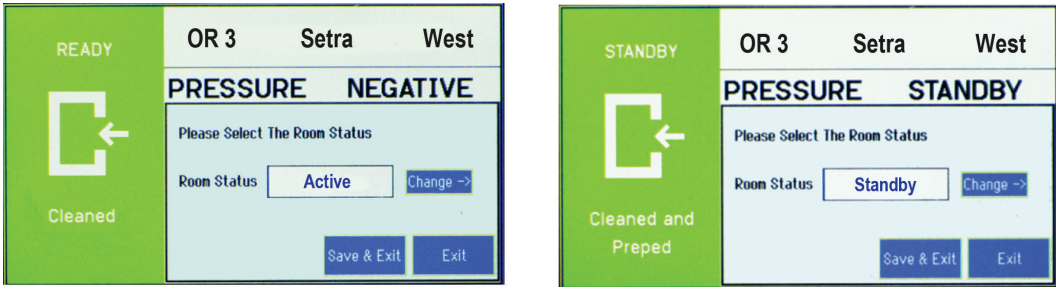 READY
Cleaned
OR 3 Setra West
PRESSURE NEGATIVE
Please Select The Room Status
Room Status Active Change ->
Save & Exit Exit
STANDBY
Cleaned and
Preped
OR 3 Setra West
PRESSURE STANDBY
Please Select The Room Status
Room Status Standby Change ->
Save & Exit Exit